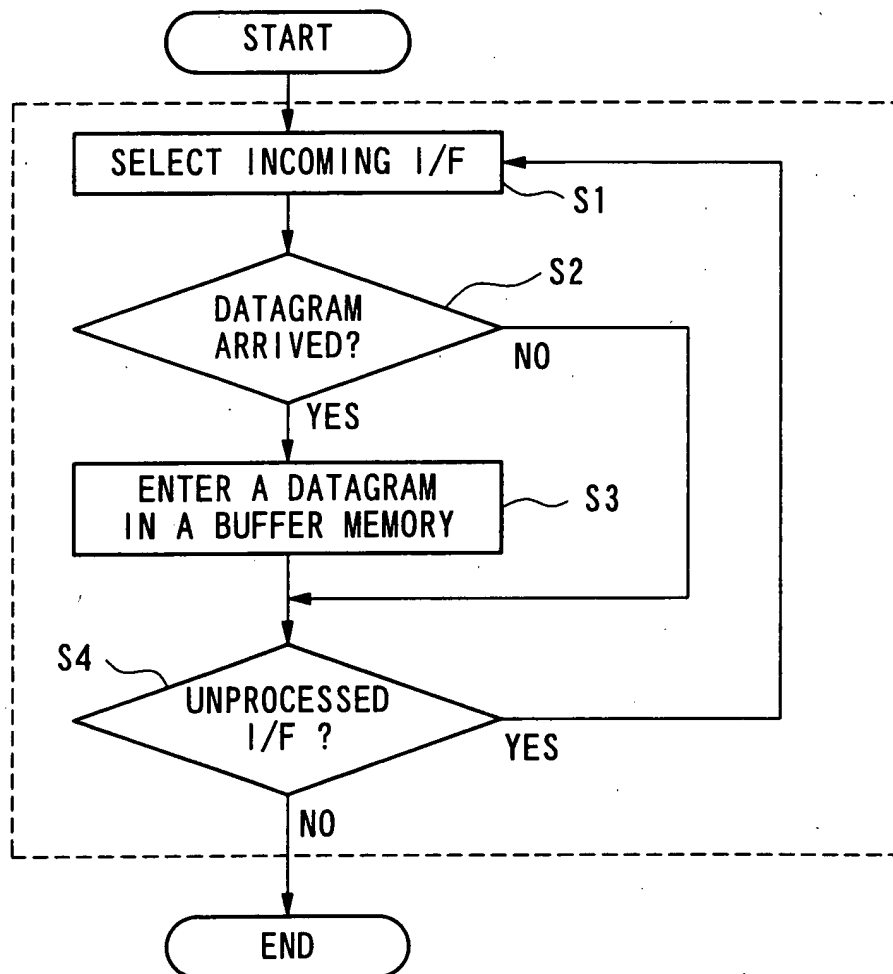 START
SELECT INCOMING I/F
S1
S2
DATAGRAM
ARRIVED?
NO
YES
ENTER A DATAGRAM
IN A BUFFER MEMORY
S3
S4
UNPROCESSED
I/F ?
YES
NO
END